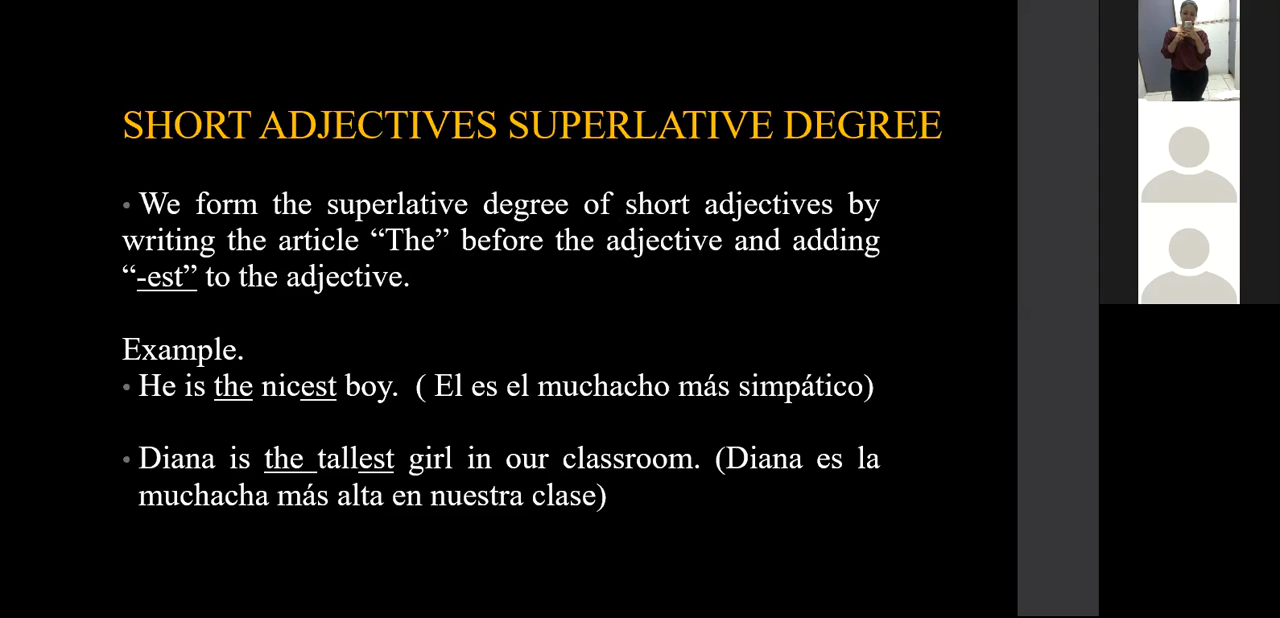 SHORT ADJECTIVES SUPERLATIVE DEGREE
• We form the superlative degree of short adjectives by
writing the article “The” before the adjective and adding
“-est” to the adjective.
Example.
• He is the nicest boy. ( El es el muchacho más simpático)
• Diana is the tallest girl in our classroom. (Diana es la
muchacha más alta en nuestra clase)